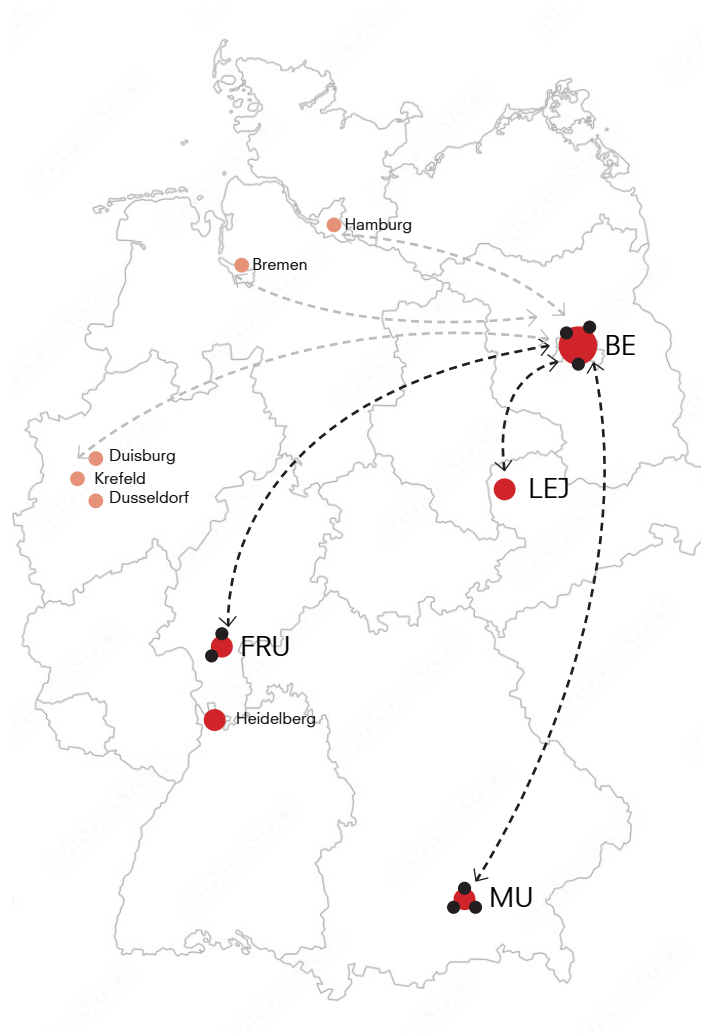 Hamburg
Bremen
BE
Duisburg
Krefeld
Dusseldorf
LEJ
FRU
Heidelberg
MU